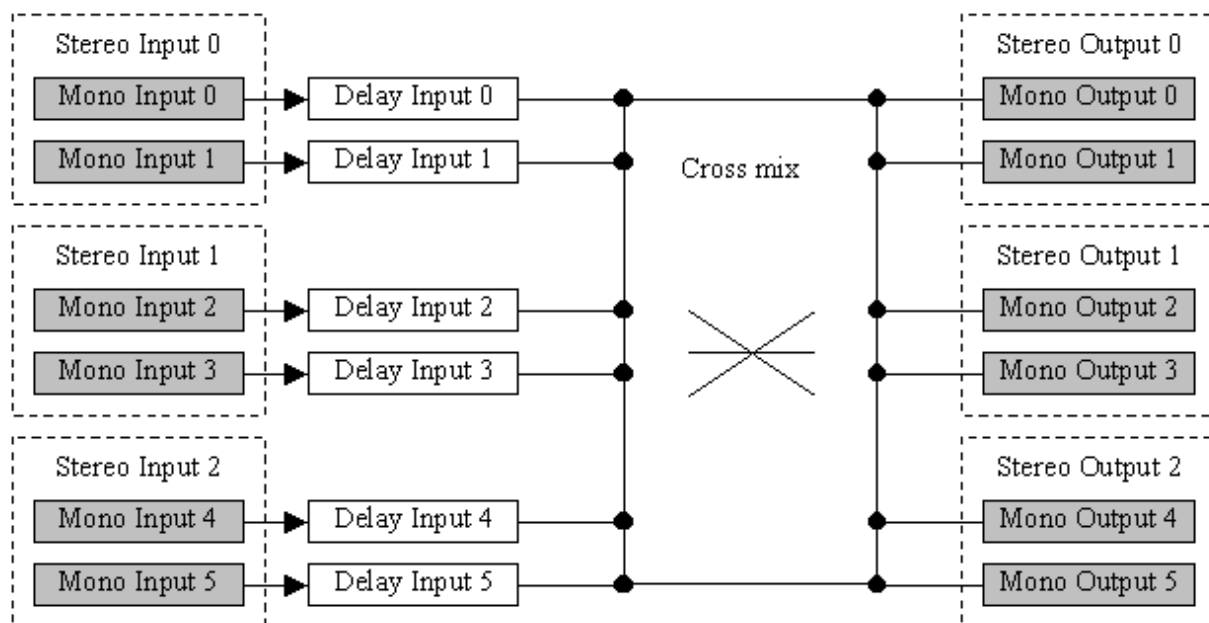 Stereo Input 0
Mono Input 0
Mono Input 1
Delay Input 0
Delay Input 1
Stereo Input 1
Mono Input 2
Mono Input 3
Delay Input 2
Delay Input 3
Stereo Input 2
Mono Input 4
Mono Input 5
Delay Input 4
Delay Input 5
Cross mix
Stereo Output 0
Mono Output 0
Mono Output 1
Stereo Output 1
Mono Output 2
Mono Output 3
Stereo Output 2
Mono Output 4
Mono Output 5